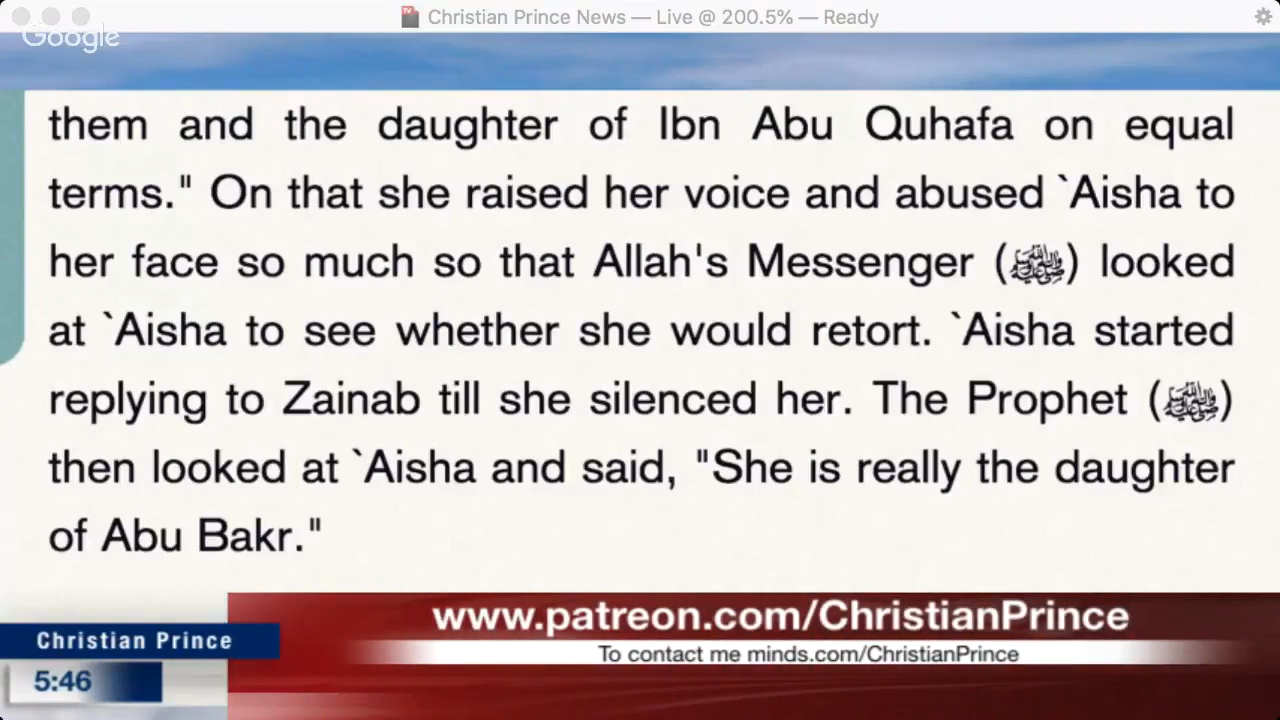 Christian Prince News — Live @ 200.5% — Ready
Google
them and the daughter of Ibn Abu Quhafa on equal
terms." On that she raised her voice and abused `Aisha to
her face so much so that Allah's Messenger (ﷺ) looked
at `Aisha to see whether she would retort. `Aisha started
replying to Zainab till she silenced her. The Prophet (ﷺ)
then looked at `Aisha and said, "She is really the daughter
of Abu Bakr."
www.patreon.com/ChristianPrince
Christian Prince
To contact me minds.com/ChristianPrince
5:46